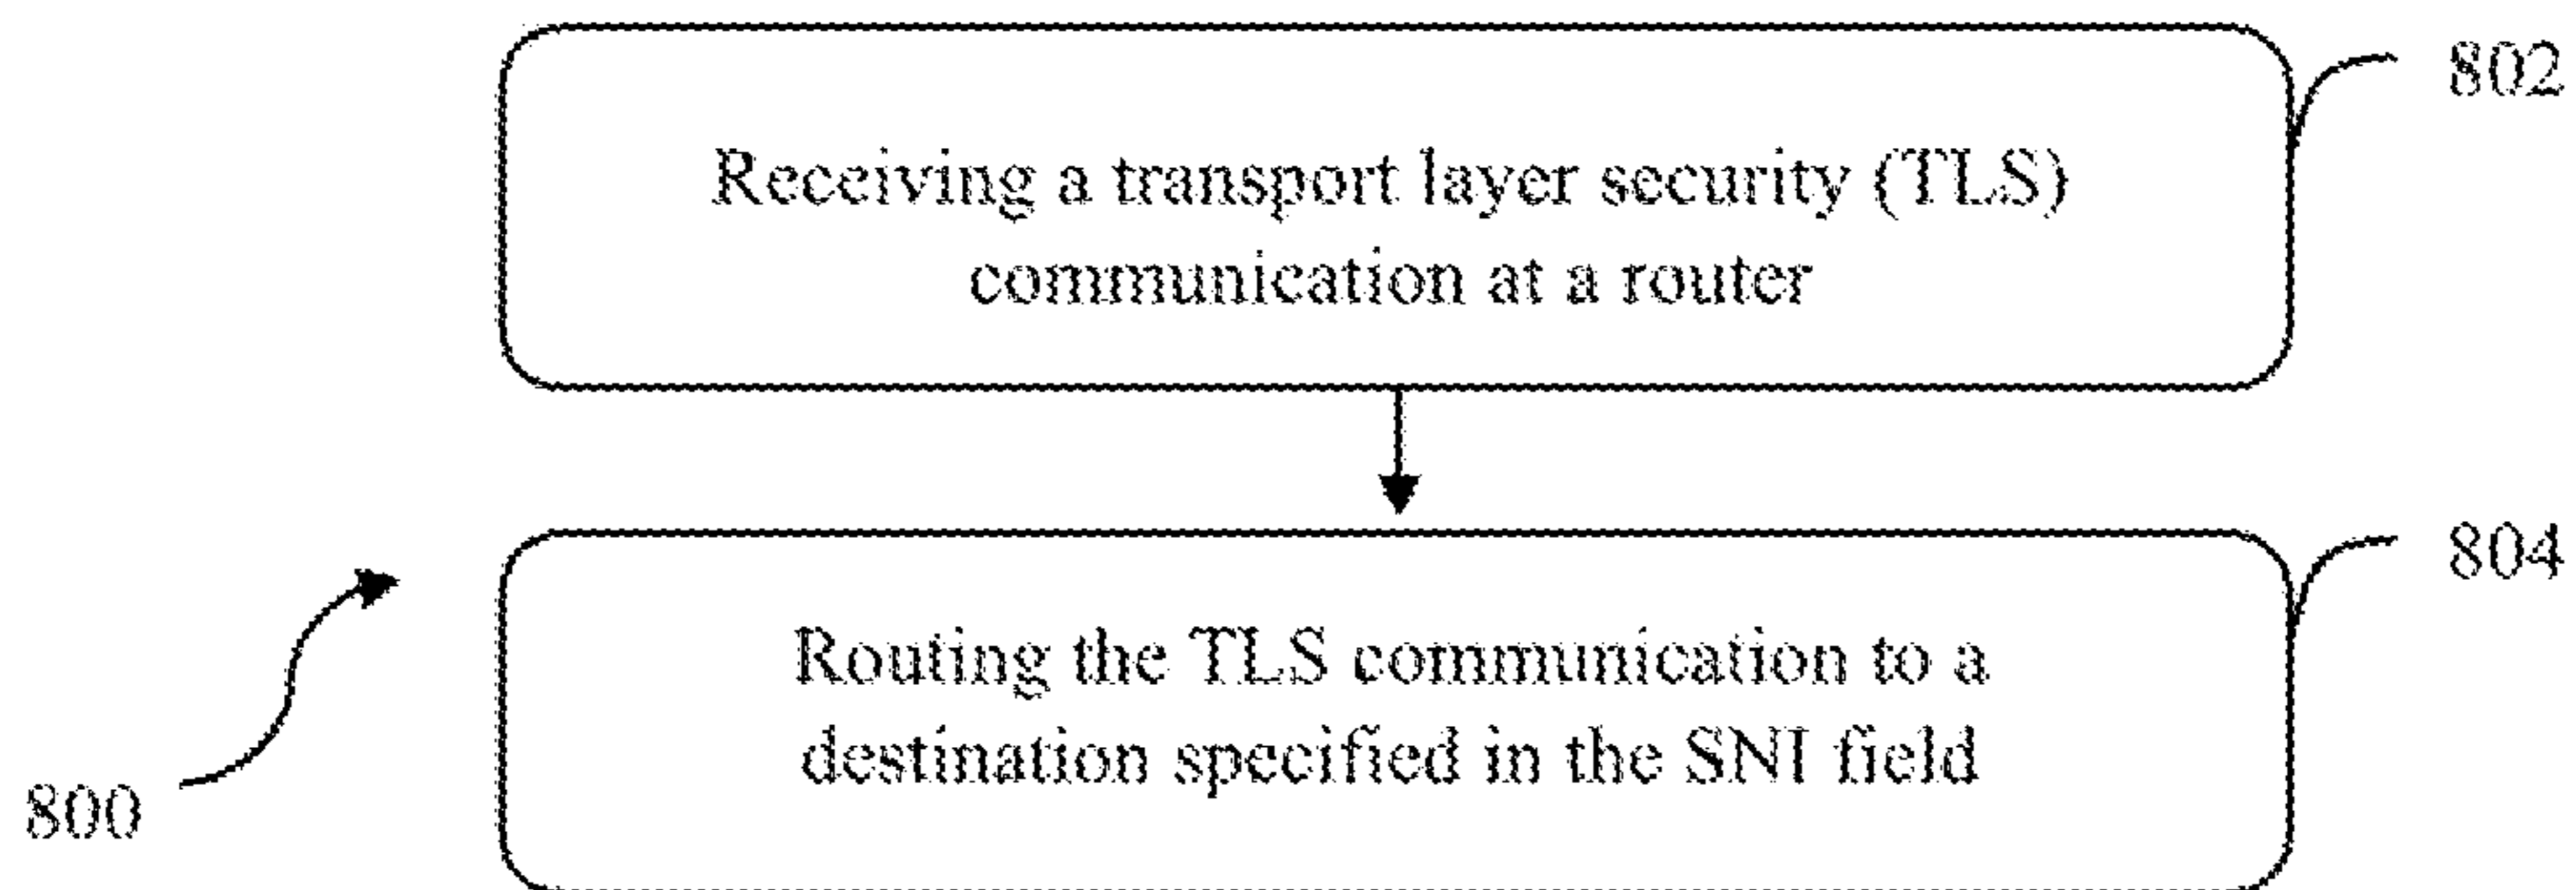 802
Receiving a transport layer security (TLS)
communication at a router
804
Routing the TLS communication to a
destination specified in the SNI field
800